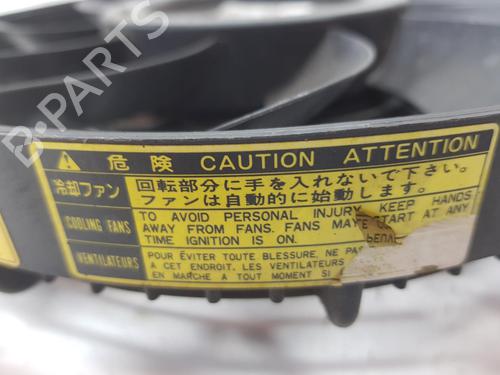 B-PARTS
危険 CAUTION ATTENTION
冷却ファン
回転部分に手を入れないで下さい。
ファンは自動的に始動します。
COOLING FANS
TO AVOID PERSONAL INJURY KEEP HANDS
AWAY FROM FANS. FANS MAY START AT ANY
TIME IGNITION IS ON.
VENTILATEURS
POUR ÉVITER TOUTE BLESSURE, NE PAS
A CET ENDROIT. LES VENTILATEURS
EN MARCHE A TOUT MOMENT SI